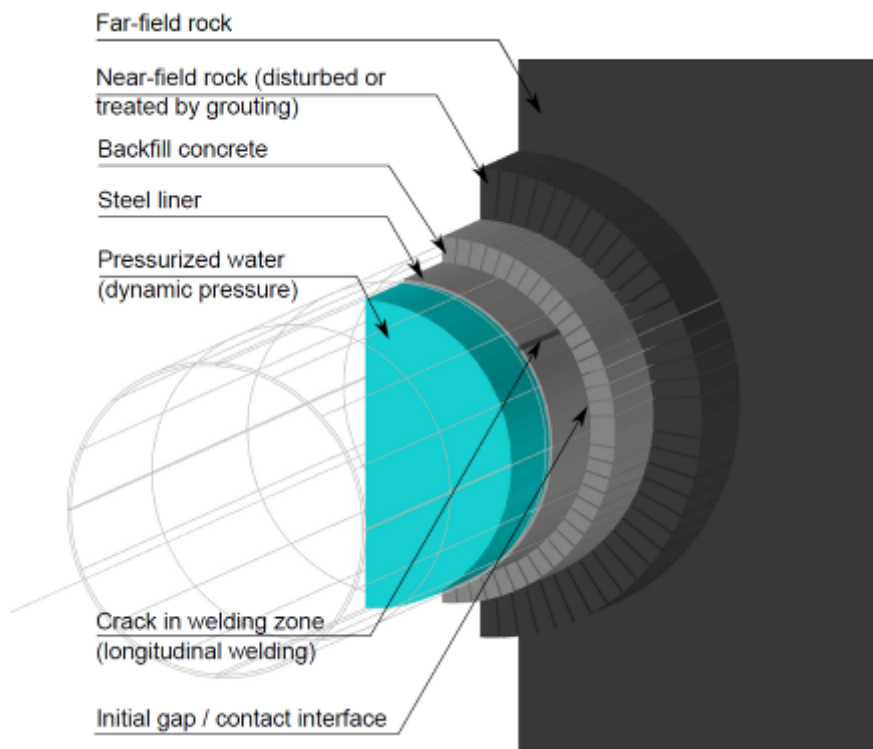 Far-field rock
Near-field rock (disturbed or
treated by grouting)
Backfill concrete
Steel liner
Pressurized water
(dynamic pressure)
Crack in welding zone
(longitudinal welding)
Initial gap / contact interface